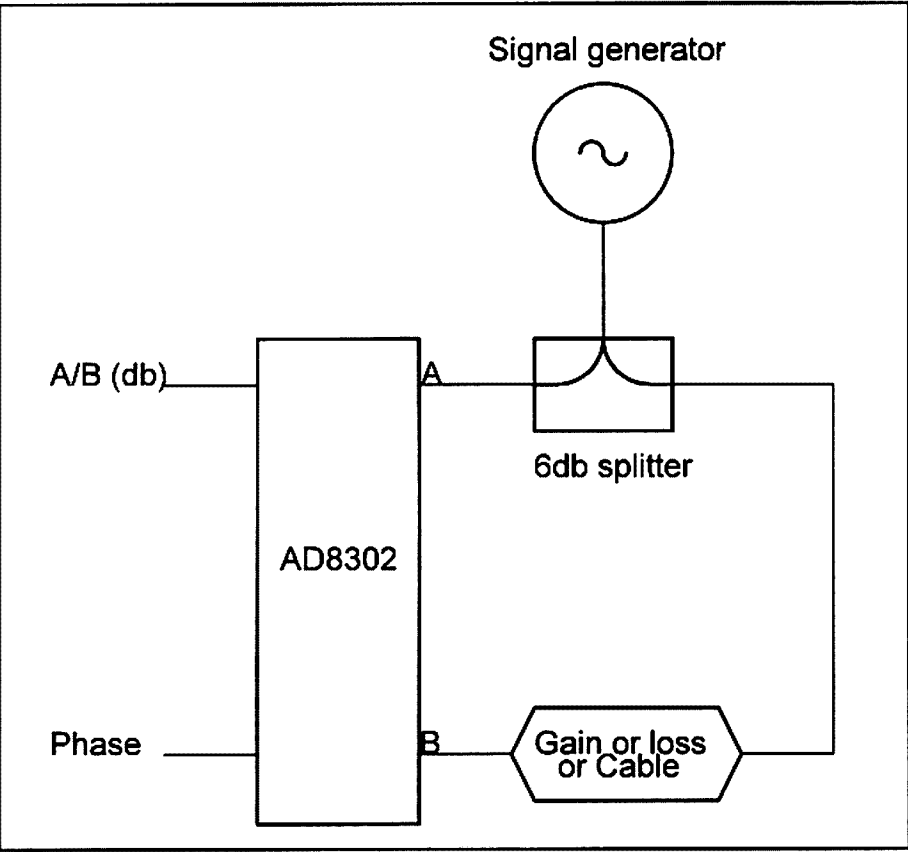 Signal generator
A/B (db)
A
6db splitter
AD8302
Phase
B
Gain or loss
or Cable